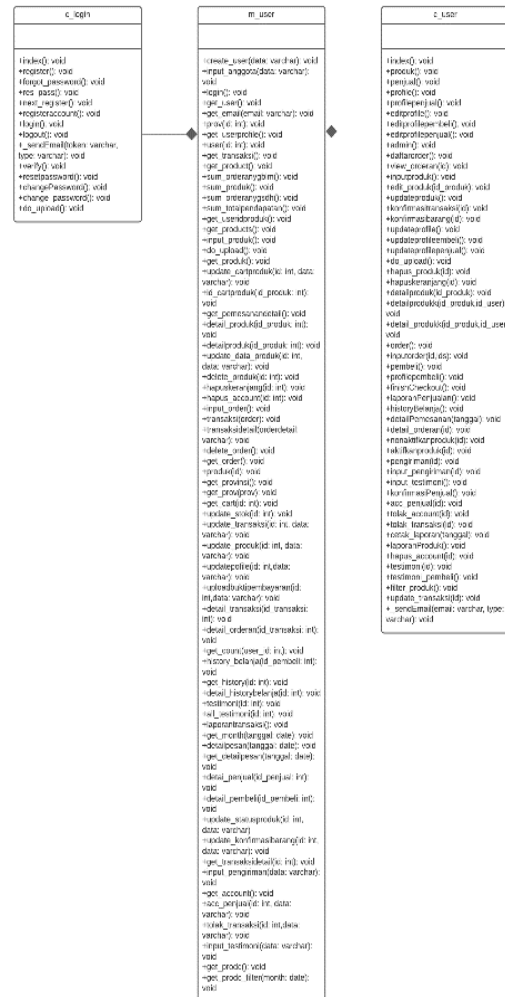 c_login
+index(): void
+register(): void
+forgot_password(): void
+res_pass(): void
+next_register(): void
+registeraccount(): void
+login(): void
+logout(): void
+_sendEmail(token: varchar,
type: varchar): void
+verify(): void
+resetpassword(): void
+changePassword(): void
+change_password(): void
+do_upload(): void
m_user
+create_user(data: varchar): void
+input_anggota(data: varchar):
void
+login(): void
+get_user(): void
+get_email(email: varchar): void
+prov(id: int): void
+get_userprofile(): void
+user(id: int): void
+get_transaksi(): void
+get_product(): void
+sum_orderanygblm(): void
+sum_produk(): void
+sum_orderanygsdh(): void
+sum_totalpendapatan(): void
+get_useridproduk(): void
+get_products(): void
+input_produk(): void
+do_upload(): void
+get_produk(): void
+update_cartproduk(id: int, data:
varchar): void
+id_cartproduk(id_produk: int):
void
+get_pemesanandetail(): void
+detail_produk(id_produk: int):
void
+detailproduk(id_produk: int): void
+update_data_produk(id: int,
data: varchar): void
+delete_produk(id: int): void
+hapuskeranjang(id: int): void
+hapus_account(id: int): void
+input_order(): void
+transaksi(order): void
+transaksidetail(orderdetail:
varchar): void
+delete_order(): void
+get_order(): void
+produk(id): void
+get_provinsi(): void
+get_prov(prov): void
+get_cart(id: int): void
+update_stok(id: int): void
+update_transaksi(id: int, data:
varchar): void
+update_produk(id: int, data:
varchar): void
+updatepofile(id: int,data:
varchar): void
+uploadbuktipembayaran(id:
int,data: varchar): void
+detail_transaksi(id_transaksi:
int): void
+detail_orderan(id_transaksi: int):
void
+get_count(user_id: int): void
+history_belanja(id_pembeli: int):
void
+get_history(id: int): void
+detail_historybelanja(id: int): void
+testimoni(id: int): void
+all_testimoni(id: int): void
+laporantransaksi(): void
+get_month(tanggal: date): void
+detailpesan(tanggal: date): void
+get_detailpesan(tanggal: date):
void
+detai_penjual(id_penjual: int):
void
+detail_pembeli(id_pembeli: int):
void
+update_statusproduk(id: int,
data: varchar)
+update_konfirmasibarang(id: int,
data: varchar): void
+get_transaksidetail(id: int): void
+input_pengiriman(data: varchar):
void
+get_account(): void
+acc_penjual(id: int, data:
varchar): void
+tolak_transaksi(id: int,data:
varchar): void
+input_testimoni(data: varchar):
void
+get_prodc(): void
+get_prodc_filter(month: date):
void
c_user
+index(): void
+produk(): void
+penjual(): void
+profile(): void
+profilepenjual(): void
+editprofile(): void
+editprofilepembeli(): void
+editprofilepenjual(): void
+admin(): void
+daftarorder(): void
+view_orderan(id): void
+inputproduk(): void
+edit_produk(id_produk): void
+updateproduk(): void
+konfirmasitransaksi(id): void
+konfirmasibarang(id): void
+updateprofile(): void
+updateprofileembeli(): void
+updateprofilepenjual(): void
+do_upload(): void
+hapus_produk(id): void
+hapuskeranjang(id): void
+detailproduk(id_produk): void
+detailprodukk(id_produk,id_user):
void
+detail_produkk(id_produk,id_user
void
+order(): void
+inputorder(id, ds): void
+pembeli(): void
+profilepembeli(): void
+finishCheckout(): void
+laporanPenjualan(): void
+historyBelanja(): void
+detailPemesanan(tanggal): void
+detail_orderan(id): void
+nonaktifkanproduk(id): void
+aktifkanproduk(id): void
+pengiriman(id): void
+input_pengiriman(id): void
+input_testimoni(): void
+konfirmasiPenjual(): void
+acc_penjual(id): void
+tolak_account(id): void
+tolak_transaksi(id): void
+cetak_laporan(tanggal): void
+laporanProduk(): void
+hapus_account(id): void
+testimoni(id): void
+testimoni_pembeli(): void
+filter_produk(): void
+update_transaksi(id): void
+_sendEmail(email: varchar, type:
varchar): void